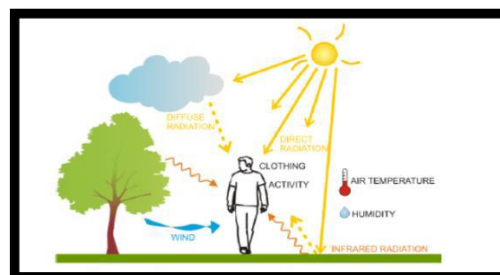 DIFFUSE
RADIATION
DIRECT
RADIATION
CLOTHING
ACTIVITY
AIR TEMPERATURE
HUMIDITY
WIND
INFRARED RADIATION